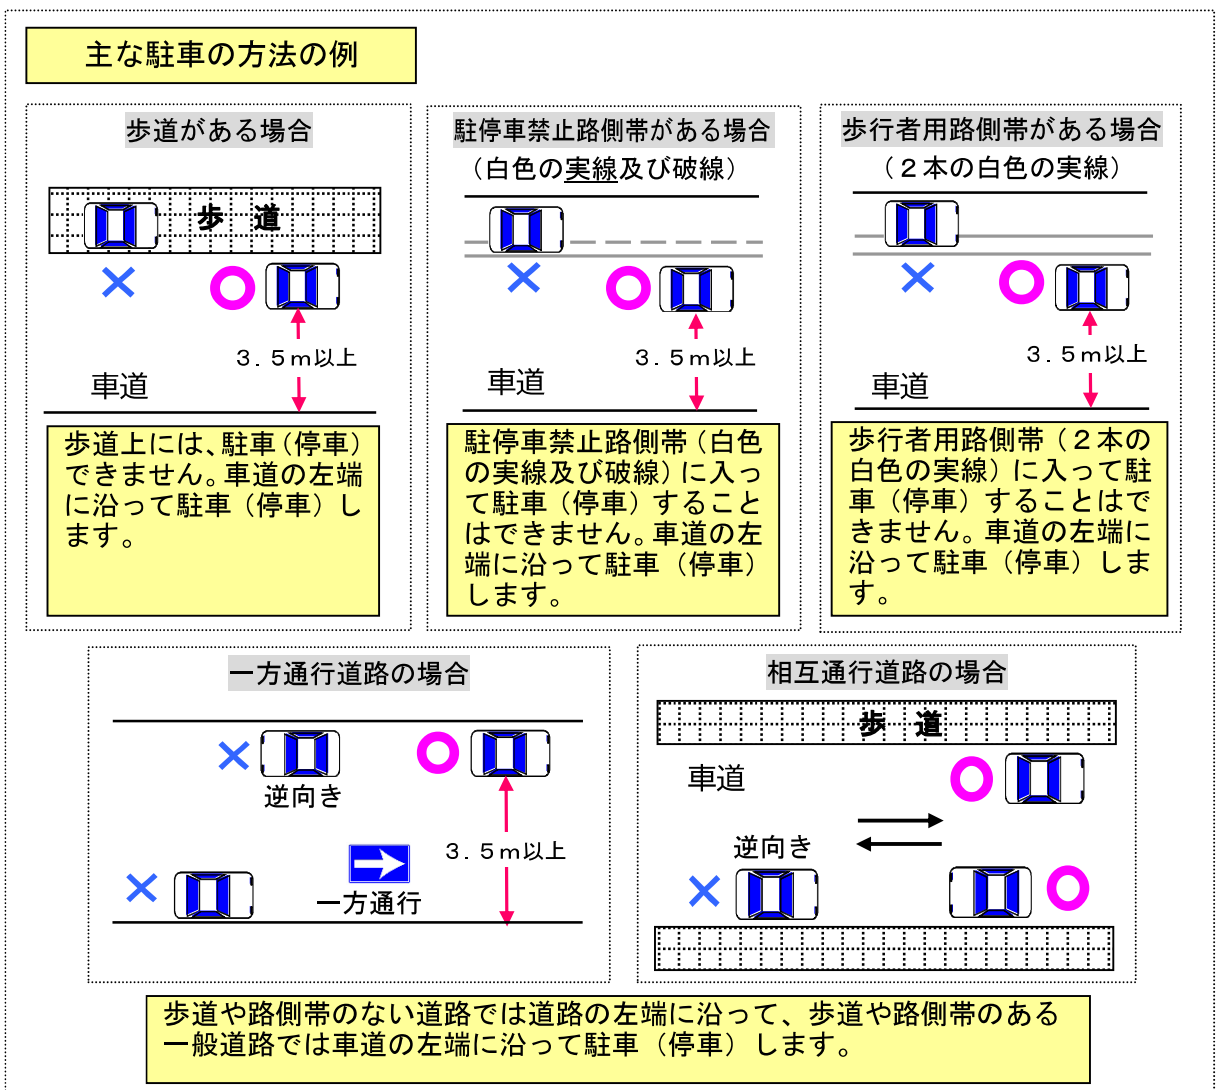 主な駐車の方法の例
歩道がある場合
歩　道
3.5m以上
車道
歩道上には、駐車(停車)
できません。車道の左端
に沿って駐車（停車）し
ます。
駐停車禁止路側帯がある場合
（白色の実線及び破線）
3.5m以上
車道
駐停車禁止路側帯（白色
の実線及び破線）に入っ
て駐車（停車）すること
はできません。車道の左
端に沿って駐車（停車）
します。
歩行者用路側帯がある場合
（２本の白色の実線）
3.5m以上
車道
歩行者用路側帯（２本の
白色の実線）に入って駐
車（停車）することはで
きません。車道の左端に
沿って駐車（停車）しま
す。
一方通行道路の場合
逆向き
3.5m以上
一方通行
相互通行道路の場合
歩　道
車道
逆向き
歩道や路側帯のない道路では道路の左端に沿って、歩道や路側帯のある
一般道路では車道の左端に沿って駐車（停車）します。